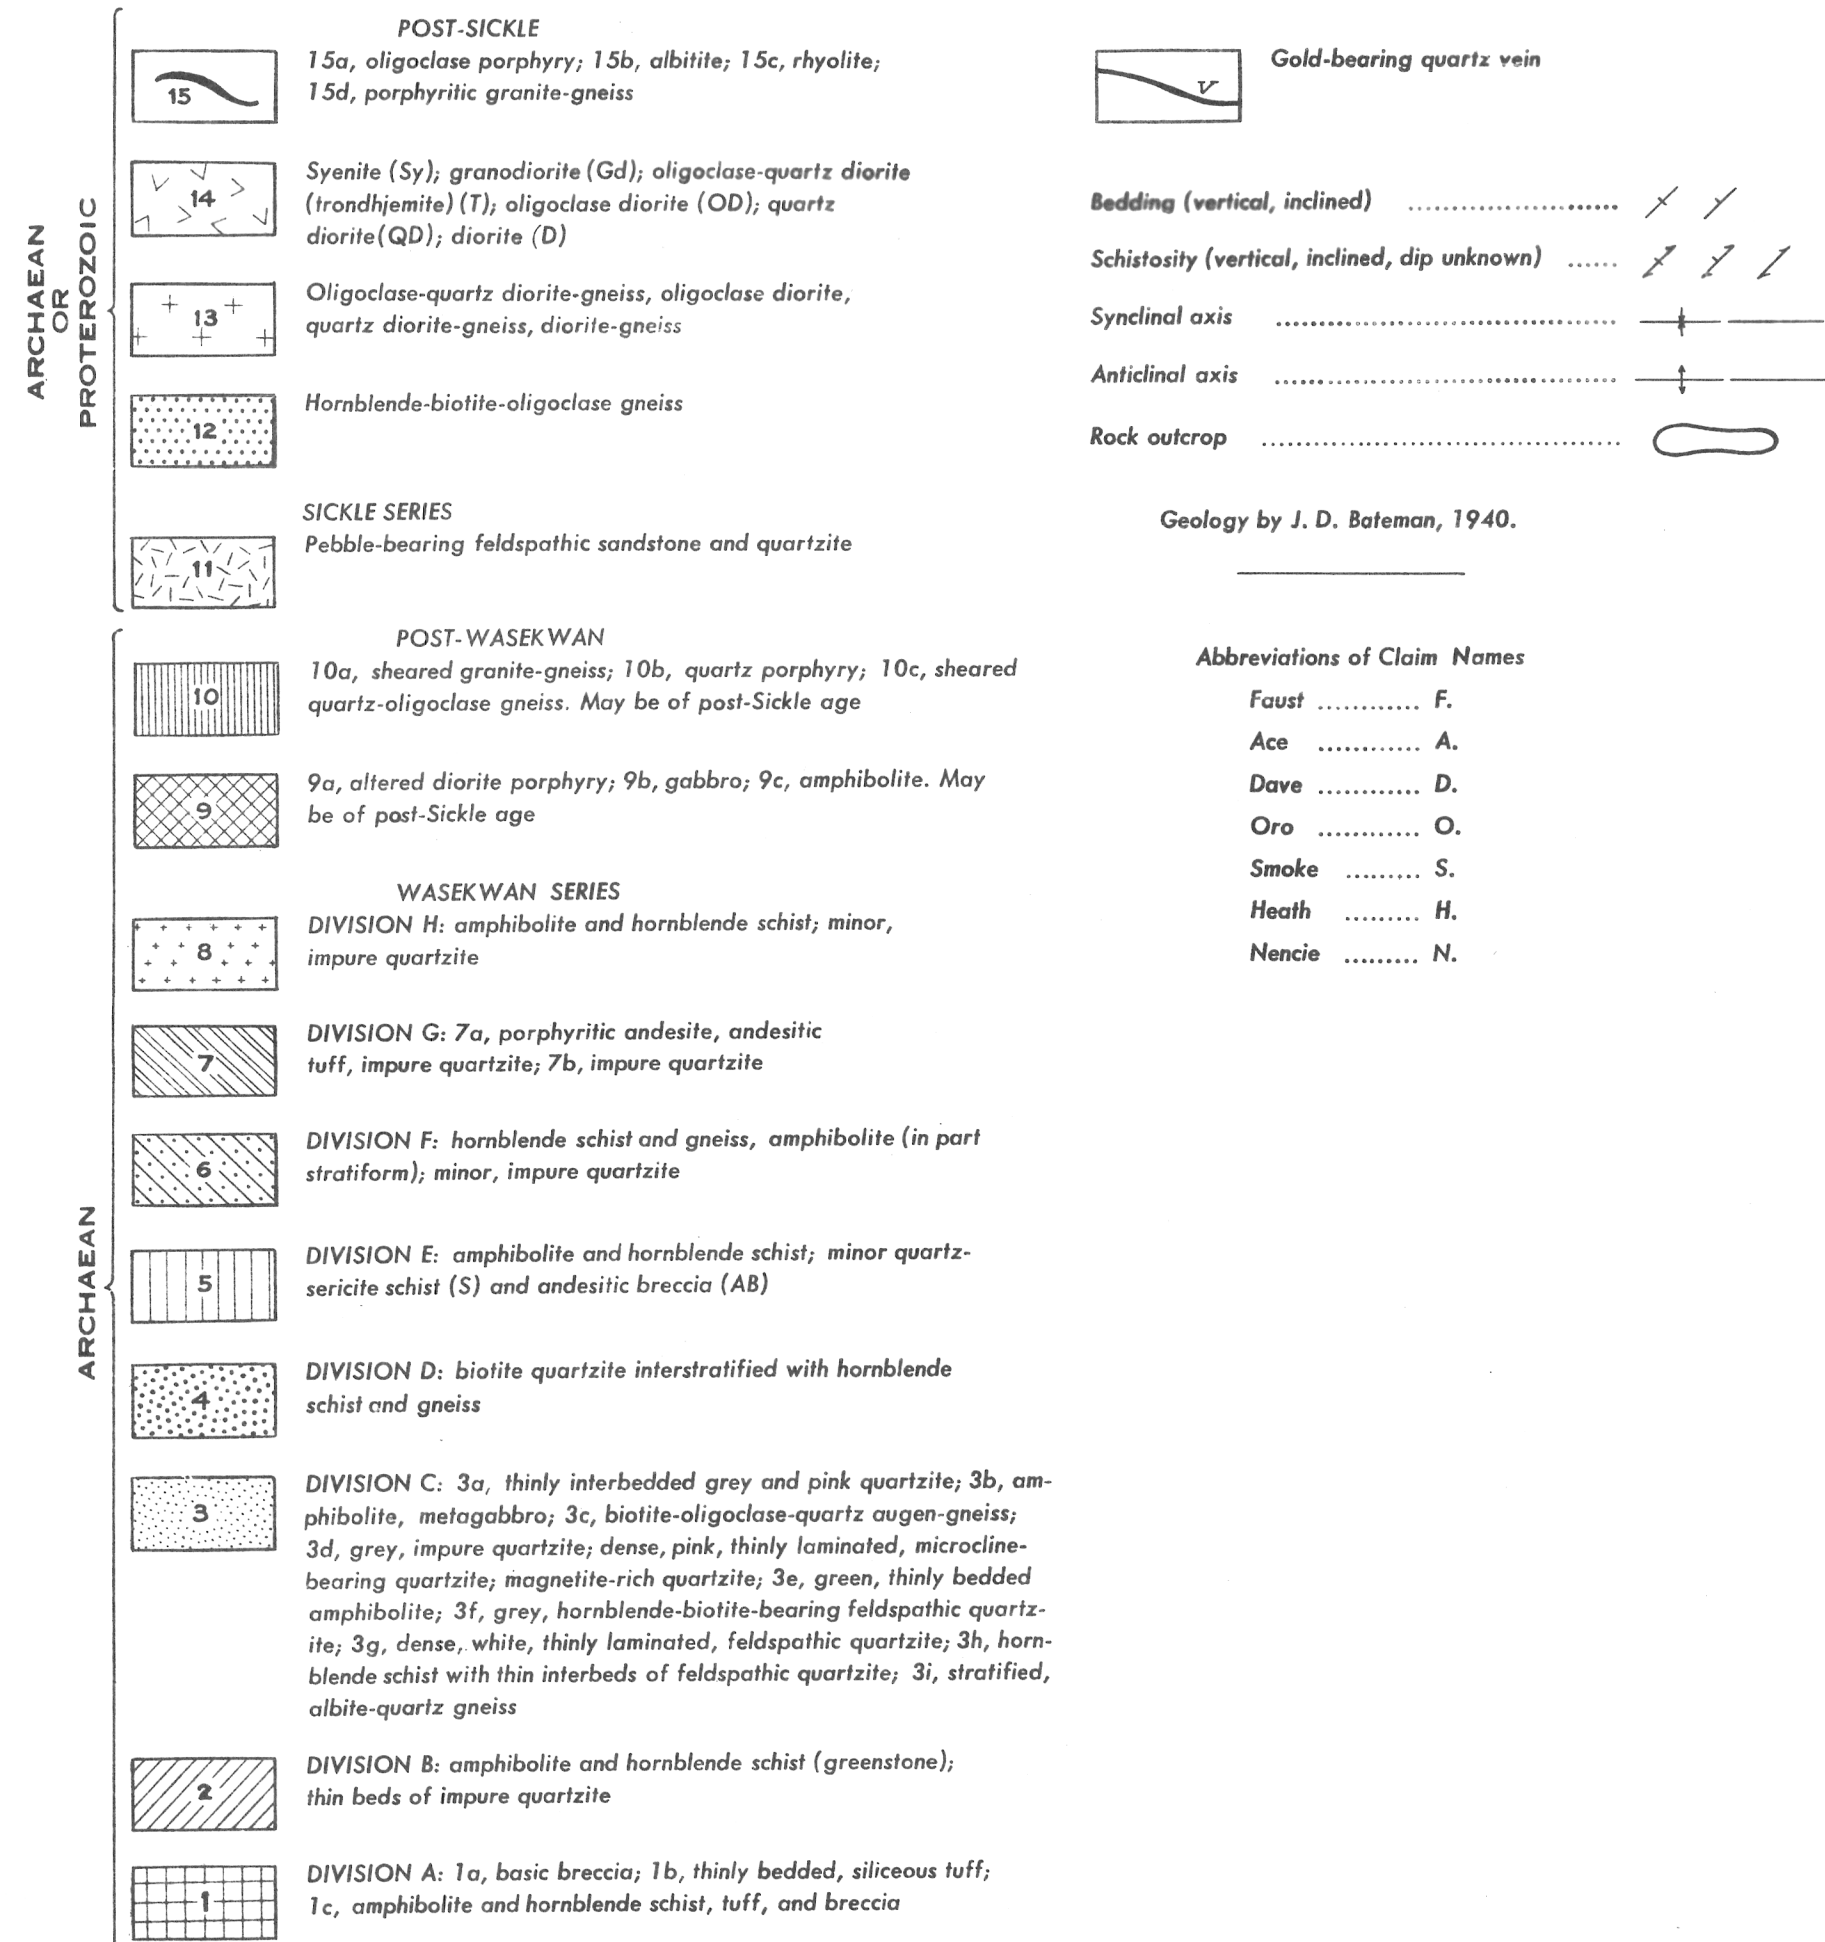 ARCHAEAN
OR
PROTEROZOIC
POST-SICKLE
15
15a, oligoclase porphyry; 15b, albitite; 15c, rhyolite;
15d, porphyritic granite-gneiss
14
Syenite (Sy); granodiorite (Gd); oligoclase-quartz diorite
(trondhjemite) (T); oligoclase diorite (OD); quartz
diorite(QD); diorite (D)
13
Oligoclase-quartz diorite-gneiss, oligoclase diorite,
quartz diorite-gneiss, diorite-gneiss
12
Hornblende-biotite-oligoclase gneiss
SICKLE SERIES
11
Pebble-bearing feldspathic sandstone and quartzite
ARCHAEAN
POST-WASEKWAN
10
10a, sheared granite-gneiss; 10b, quartz porphyry; 10c, sheared
quartz-oligoclase gneiss. May be of post-Sickle age
9
9a, altered diorite porphyry; 9b, gabbro; 9c, amphibolite. May
be of post-Sickle age
WASEKWAN SERIES
8
DIVISION H: amphibolite and hornblende schist; minor,
impure quartzite
7
DIVISION G: 7a, porphyritic andesite, andesitic
tuff, impure quartzite; 7b, impure quartzite
6
DIVISION F: hornblende schist and gneiss, amphibolite (in part
stratiform); minor, impure quartzite
5
DIVISION E: amphibolite and hornblende schist; minor quartz-
sericite schist (S) and andesitic breccia (AB)
4
DIVISION D: biotite quartzite interstratified with hornblende
schist and gneiss
3
DIVISION C: 3a, thinly interbedded grey and pink quartzite; 3b, am-
phibolite, metagabbro; 3c, biotite-oligoclase-quartz augen-gneiss;
3d, grey, impure quartzite; dense, pink, thinly laminated, microcline-
bearing quartzite; magnetite-rich quartzite; 3e, green, thinly bedded
amphibolite; 3f, grey, hornblende-biotite-bearing feldspathic quartz-
ite; 3g, dense, white, thinly laminated, feldspathic quartzite; 3h, horn-
blende schist with thin interbeds of feldspathic quartzite; 3i, stratified,
albite-quartz gneiss
2
DIVISION B: amphibolite and hornblende schist (greenstone);
thin beds of impure quartzite
1
DIVISION A: 1a, basic breccia; 1b, thinly bedded, siliceous tuff;
1c, amphibolite and hornblende schist, tuff, and breccia
V
Gold-bearing quartz vein
Bedding (vertical, inclined) ......................
Schistosity (vertical, inclined, dip unknown) ......
Synclinal axis ......................
Anticlinal axis ......................
Rock outcrop ......................
Geology by J. D. Bateman, 1940.
Abbreviations of Claim Names
Faust ............ F.
Ace ............ A.
Dave ............ D.
Oro ............ O.
Smoke ......... S.
Heath ......... H.
Nencie ......... N.